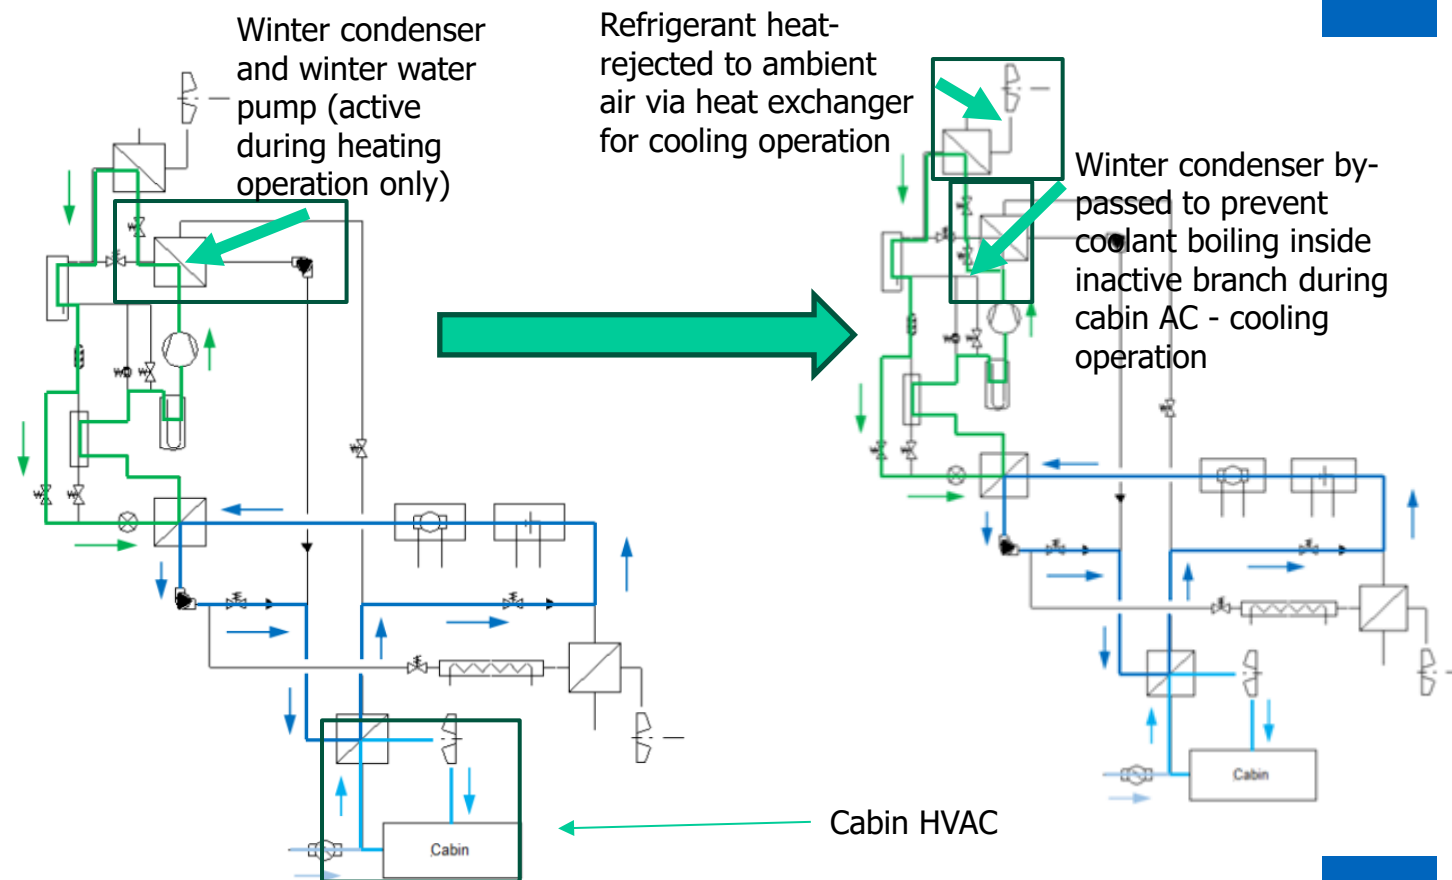 Winter condenser
and winter water
pump (active
during heating
operation only)
Refrigerant heat-
rejected to ambient
air via heat exchanger
for cooling operation
Winter condenser by-
passed to prevent
coolant boiling inside
inactive branch during
cabin AC - cooling
operation
Cabin
Cabin HVAC
Cabin